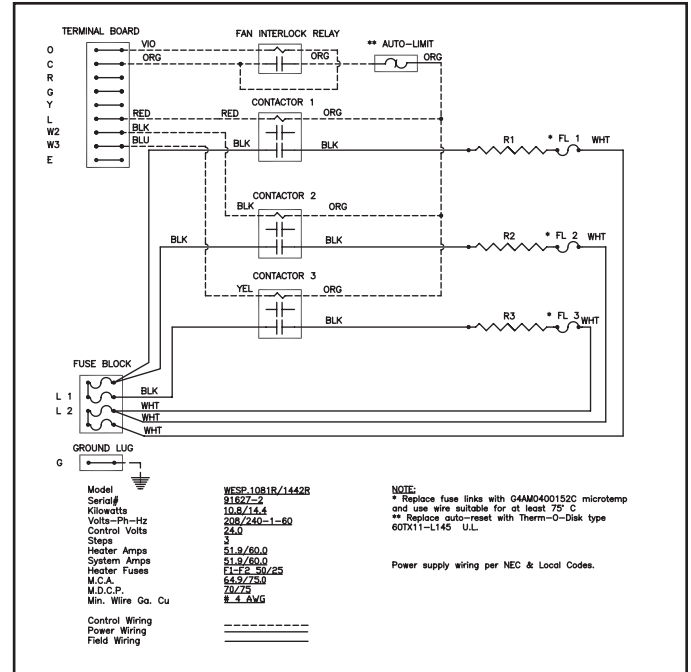 TERMINAL BOARD
FAN INTERLOCK RELAY
** AUTO-LIMIT
O
VIO
C
ORG
ORG
ORG
R
G
Y
CONTACTOR 1
L
RED
RED
ORG
W2
BLK
W3
BLU
BLK
BLK
R1
* FL 1
WHT
E
CONTACTOR 2
BLK
ORG
BLK
BLK
R2
* FL 2
WHT
CONTACTOR 3
YEL
ORG
BLK
R3
* FL 3
WHT
FUSE BLOCK
L 1
BLK
L 2
WHT
WHT
WHT
GROUND LUG
G
Model WESP.1081R/1442R
Serial# 91627-2
Kilowatts 10.8/14.4
Volts-Ph-Hz 208/240-1-60
Control Volts 24.0
Steps 3
Heater Amps 51.9/60.0
System Amps 51.9/60.0
Heater Fuses F1-F2 50/25
M.C.A. 64.9/75.0
M.D.C.P. 70/75
Min. Wiire Ga. Cu # 4 AWG
Control Wiring
Power Wiring
Field Wiring
NOTE:
* Replace fuse links with G4AM0400152C microtemp
and use wire suitable for at least 75° C
** Replace auto-reset with Therm-O-Disk type
60TX11-L145 U.L.
Power supply wiring per NEC & Local Codes.